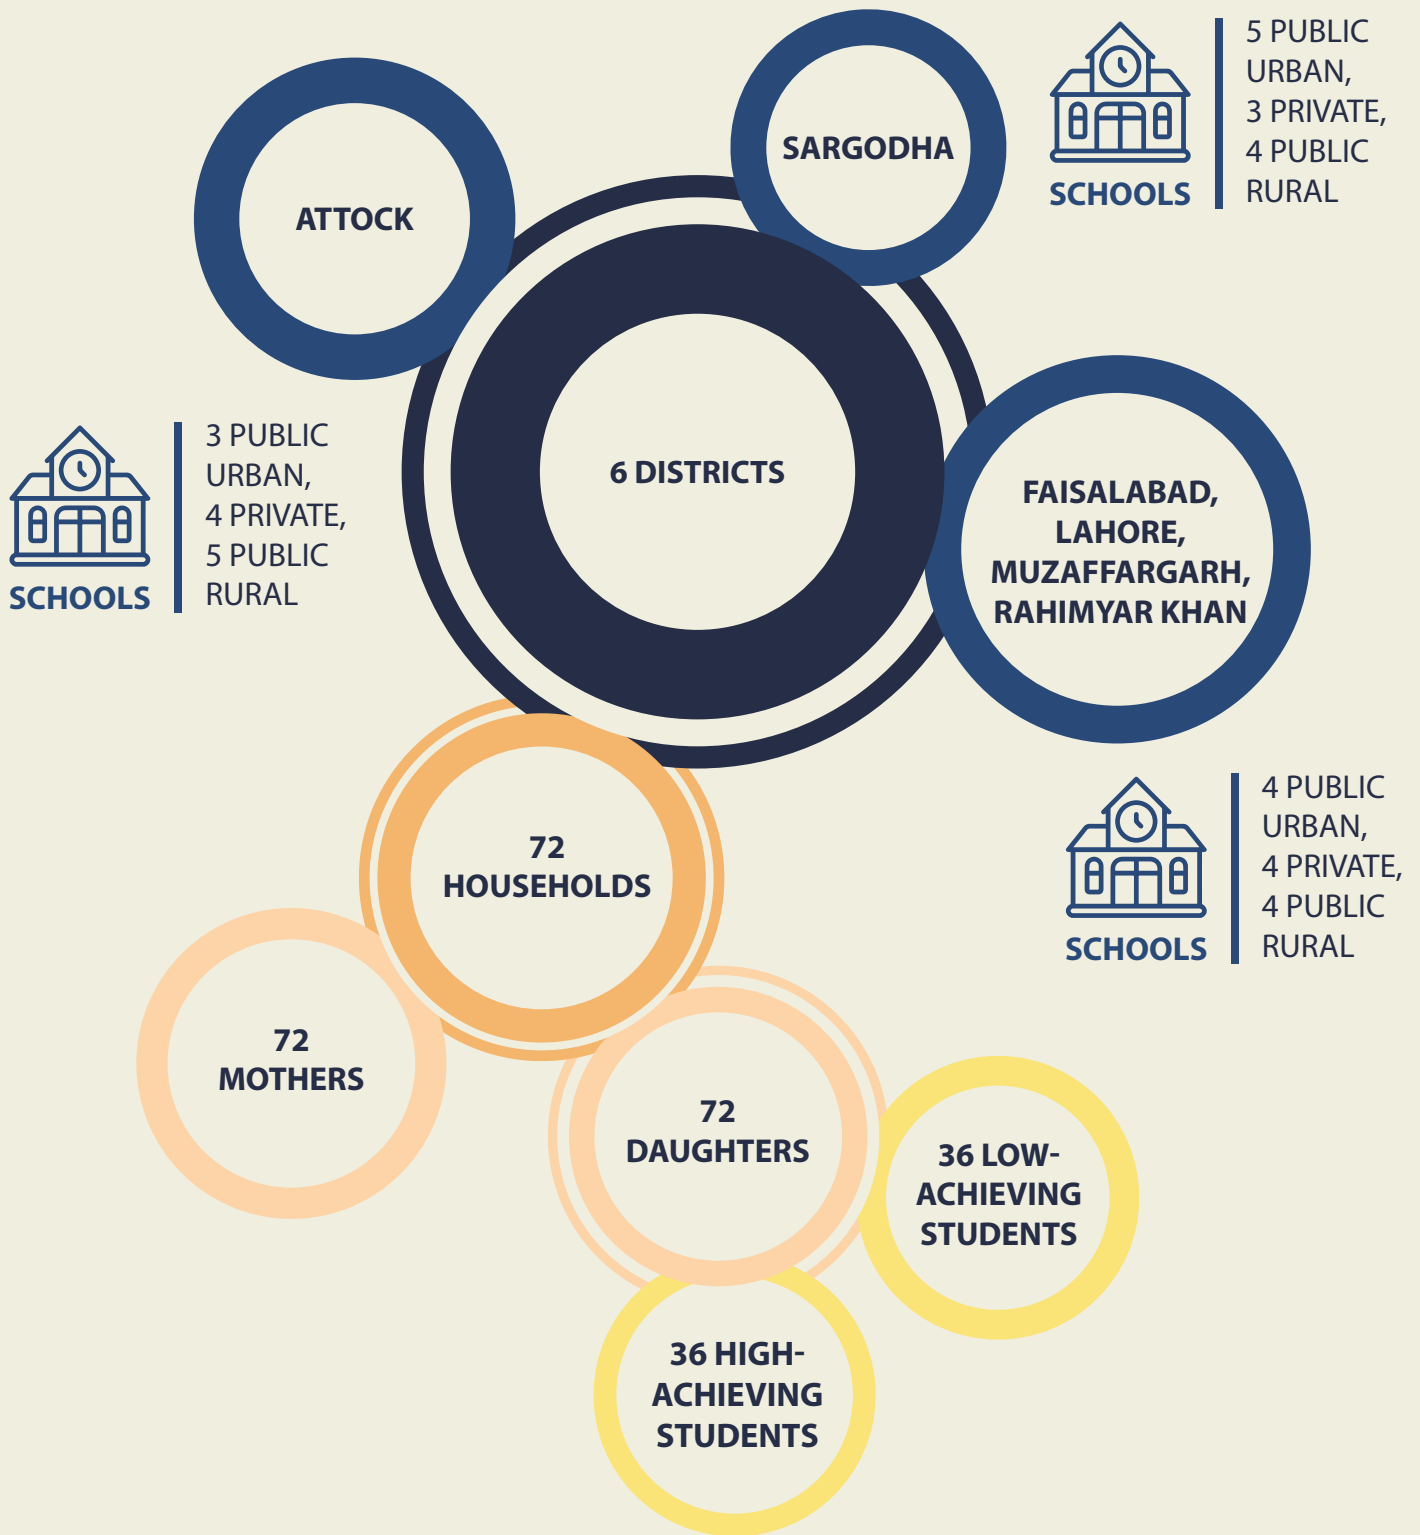 5 PUBLIC
URBAN,
3 PRIVATE,
4 PUBLIC
RURAL
SCHOOLS
SARGODHA
ATTOCK
3 PUBLIC
URBAN,
4 PRIVATE,
5 PUBLIC
RURAL
SCHOOLS
6 DISTRICTS
FAISALABAD,
LAHORE,
MUZAFFARGARH,
RAHIMYAR KHAN
4 PUBLIC
URBAN,
4 PRIVATE,
4 PUBLIC
RURAL
SCHOOLS
72
HOUSEHOLDS
72
MOTHERS
72
DAUGHTERS
36 LOW-
ACHIEVING
STUDENTS
36 HIGH-
ACHIEVING
STUDENTS